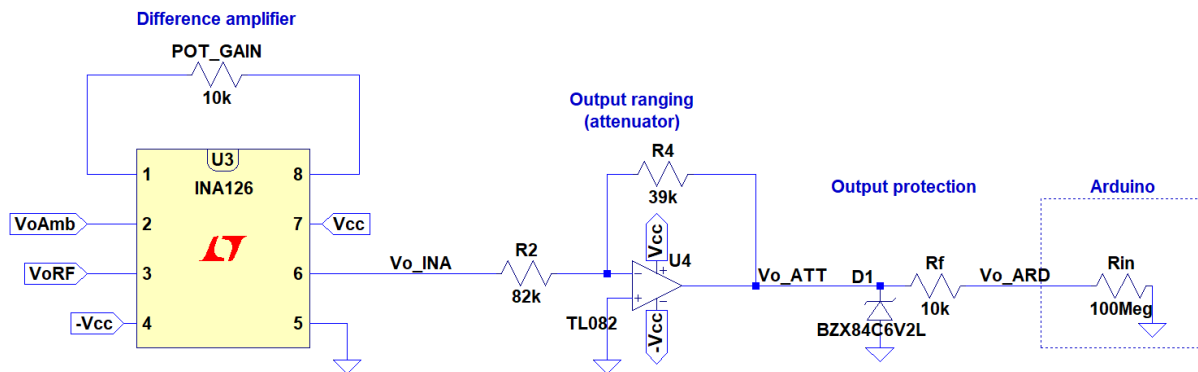 Difference amplifier
POT_GAIN
10k
U3
INA126
1
8
VoAmb
2
7
Vcc
VoRF
3
6
-Vcc
4
5
Vo_INA
R2
82k
Output ranging
(attenuator)
R4
39k
Vcc
U4
TL082
-Vcc
Vo_ATT
Output protection
D1
BZX84C6V2L
Rf
10k
Vo_ARD
Arduino
Rin
100Meg